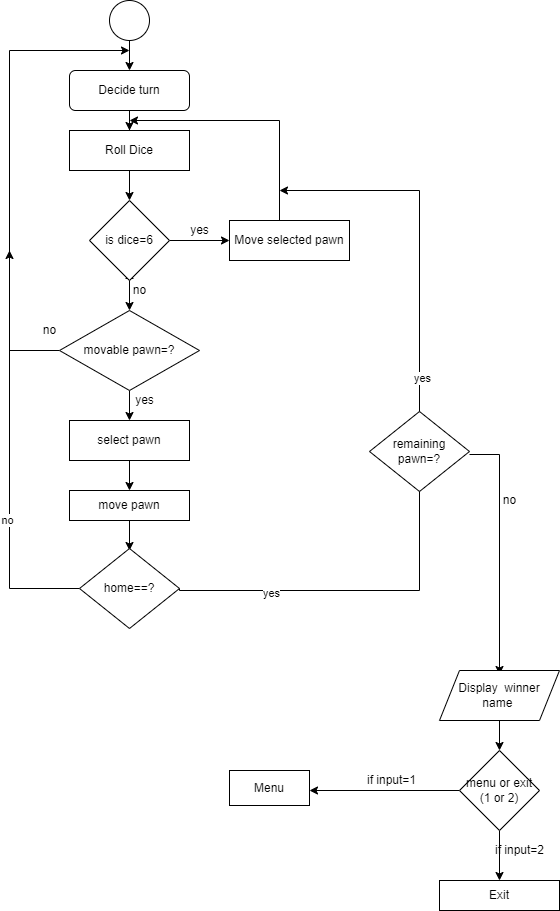 Decide turn
Roll Dice
is dice=6
yes
Move selected pawn
no
no
movable pawn=?
yes
yes
select pawn
remaining
pawn=?
no
move pawn
no
home==?
yes
Display winner
name
menu or exit
(1 or 2)
if input=1
Menu
if input=2
Exit